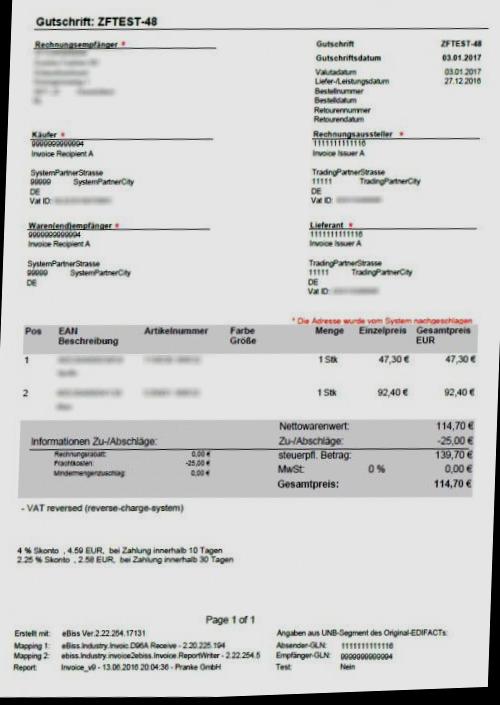 Gutschrift: ZFTEST-48
Rechnungsempfänger *
Gutschrift ZFTEST-48
Gutschriftsdatum 03.01.2017
Valutadatum 03.01.2017
Liefer-/Leistungsdatum 27.12.2016
Bestellnummer
Bestelldatum
Retourennummer
Retourendatum
Käufer *
9999999999994
Invoice Recipient A
SystemPartnerStrasse
99999 SystemPartnerCity
DE
Vat ID:
Rechnungsaussteller *
1111111111116
Invoice Issuer A
TradingPartnerStrasse
11111 TradingPartnerCity
DE
Vat ID:
Waren(end)empfänger *
9999999999994
Invoice Recipient A
SystemPartnerStrasse
99999 SystemPartnerCity
DE
Lieferant *
1111111111116
Invoice Issuer A
TradingPartnerStrasse
11111 TradingPartnerCity
DE
Vat ID:
* Die Adresse wurde vom System nachgeschlagen
Pos EAN Artikelnummer Farbe Menge Einzelpreis Gesamtpreis
Beschreibung Größe EUR
1 1 Stk 47,30 € 47,30 €
2 1 Stk 92,40 € 92,40 €
Nettowarenwert: 114,70 €
Informationen Zu-/Abschläge: Zu-/Abschläge: -25,00 €
Rechnungsrabatt: 0,00 € steuerpfl. Betrag: 139,70 €
Frachtkosten: -25,00 €
MwSt: 0 % 0,00 €
Mindermengenzuschlag: 0,00 €
Gesamtpreis: 114,70 €
- VAT reversed (reverse-charge-system)
4 % Skonto , 4.59 EUR, bei Zahlung innerhalb 10 Tagen
2.25 % Skonto , 2.58 EUR, bei Zahlung innerhalb 30 Tagen
Page 1 of 1
Erstellt mit: eBiss Ver.2.22.254.17131
Mapping 1: ebiss.Industry.Invoic.D96A Receive - 2.20.225.194
Mapping 2: ebiss.Industry.invoice2ebiss.Invoice.ReportWriter - 2.22.254.5
Report: Invoice_v9 - 13.06.2016 20:04:36 - Pranke GmbH
Angaben aus UNB-Segment des Original-EDIFACTs:
Absender-GLN: 1111111111116
Empfänger-GLN: 9999999999994
Test: Nein